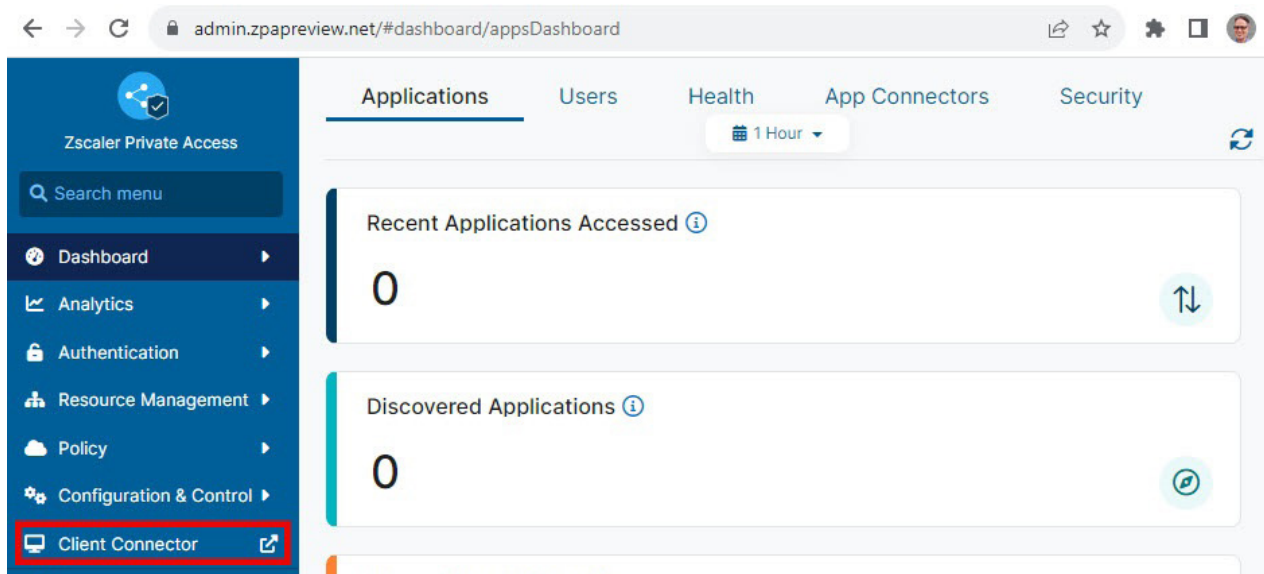 admin.zpapreview.net/#dashboard/appsDashboard
Zscaler Private Access
Search menu
Dashboard
Analytics
Authentication
Resource Management
Policy
Configuration & Control
Client Connector
Applications Users Health App Connectors Security
1 Hour
Recent Applications Accessed
0
Discovered Applications
0